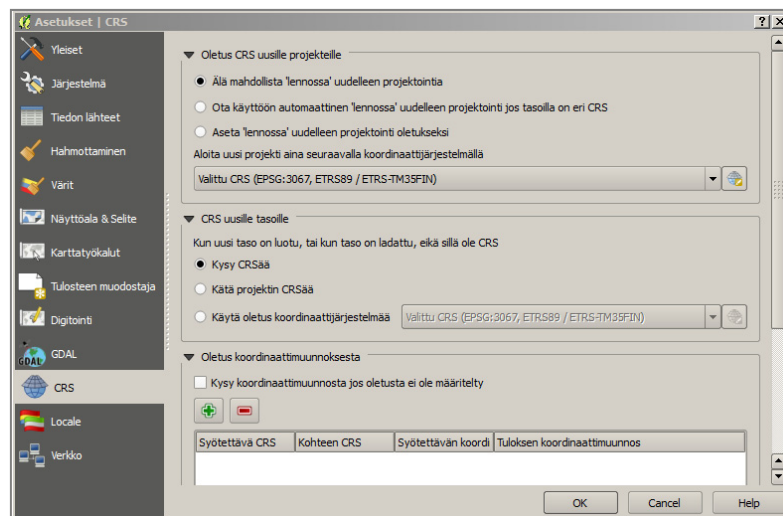 Asetukset | CRS
Yleiset
Järjestelmä
Tiedon lähteet
Hahmottaminen
Värit
Näyttöala & Selite
Karttatyökalut
Tulosteen muodostaja
Digitointi
GDAL
GDAL
CRS
Locale
Verkko
Oletus CRS uusille projekteille
Älä mahdollista 'lennossa' uudelleen projektointia
Ota käyttöön automaattinen 'lennossa' uudelleen projektointi jos tasoilla on eri CRS
Aseta 'lennossa' uudelleen projektointi oletukseksi
Aloita uusi projekti aina seuraavalla koordinaattijärjestelmällä
Valittu CRS (EPSG:3067, ETRS89 / ETRS-TM35FIN)
CRS uusille tasoille
Kun uusi taso on luotu, tai kun taso on ladattu, eikä sillä ole CRS
Kysy CRSää
Kätä projektin CRSää
Käytä oletus koordinaattijärjestelmää
Valittu CRS (EPSG:3067, ETRS89 / ETRS-TM35FIN)
Oletus koordinaattimuunnoksesta
Kysy koordinaattimuunnosta jos oletusta ei ole määritelty
Syötettävä CRS
Kohteen CRS
Syötettävän koordi
Tuloksen koordinaattimuunnos
OK
Cancel
Help